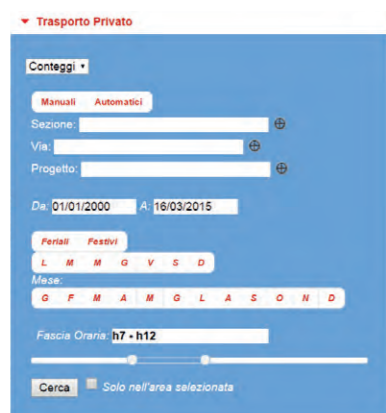 Trasporto Privato
Conteggi
Manuali Automatici
Sezione:
Via:
Progetto:
Da: 01/01/2000 A: 16/03/2015
Feriali Festivi
L M M G V S D
Mese:
G F M A M G L A S O N D
Fascia Oraria: h7 - h12
Cerca Solo nell'area selezionata